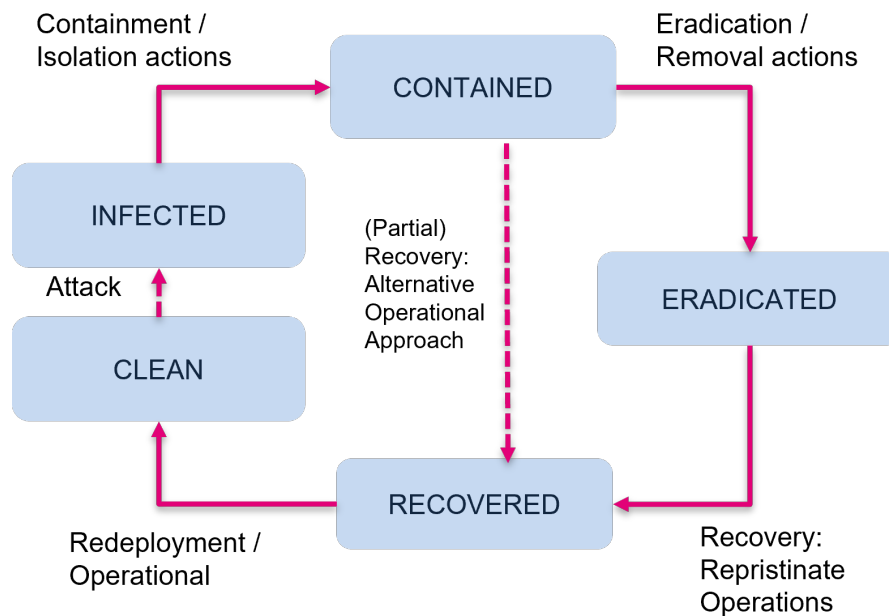 Containment /
Isolation actions
Eradication /
Removal actions
CONTAINED
INFECTED
(Partial)
Recovery:
Alternative
Operational
Approach
ERADICATED
Attack
CLEAN
RECOVERED
Redeployment /
Operational
Recovery:
Repristinate
Operations